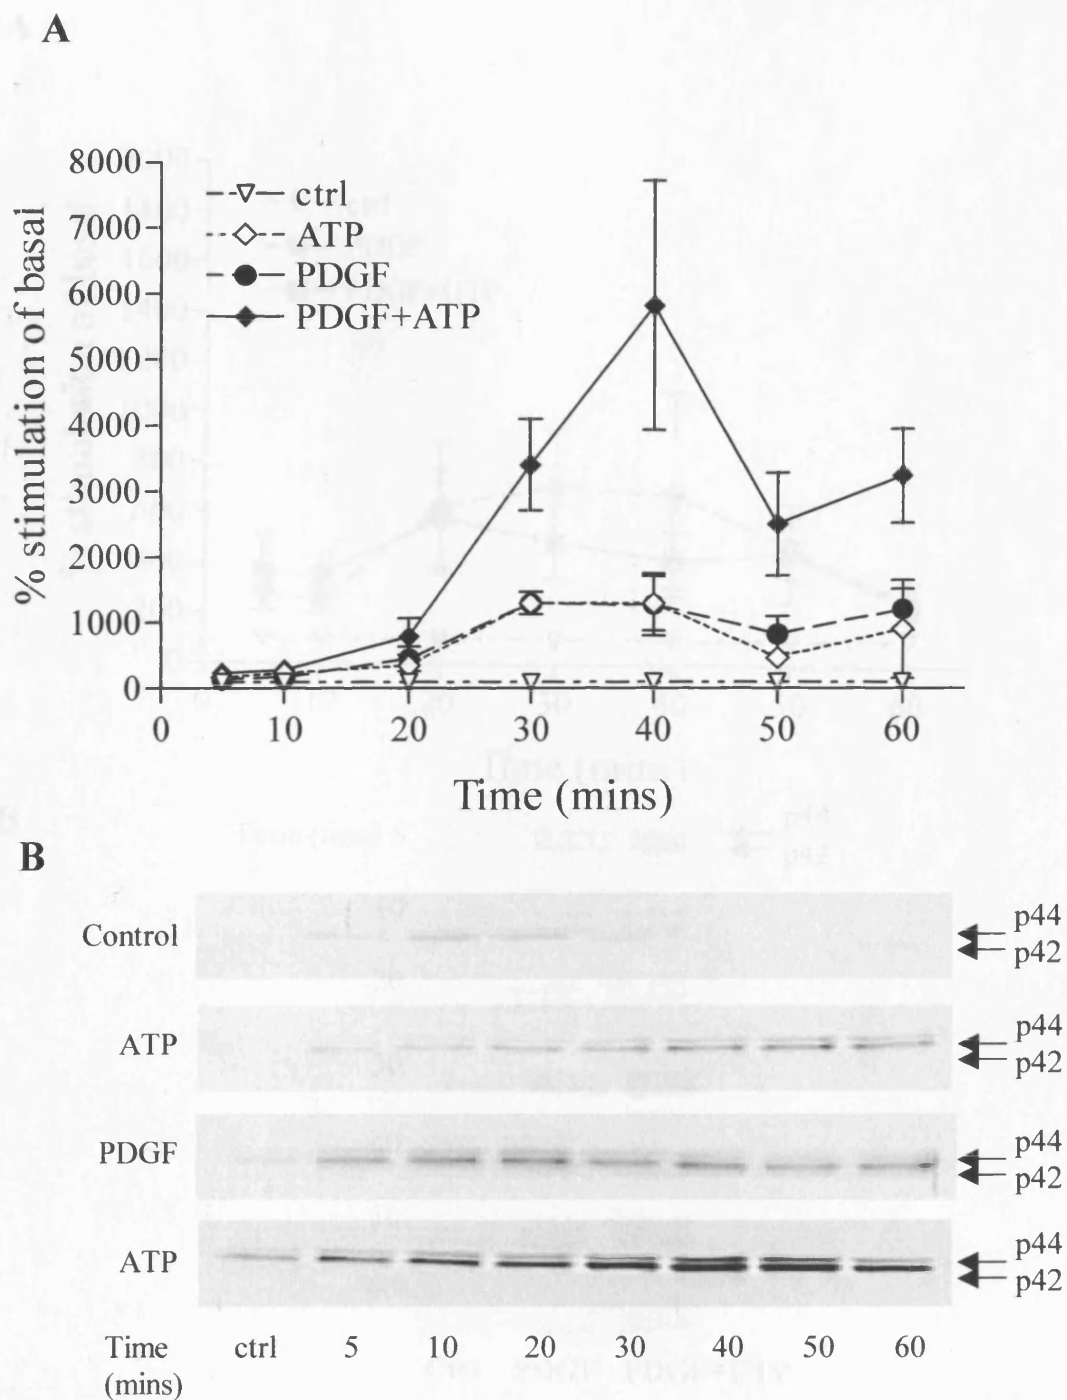 A
8000
7000
6000
5000
4000
3000
2000
1000
0
% stimulation of basal
ctrl
ATP
PDGF
PDGF+ATP
0 10 20 30 40 50 60
Time (mins)
B
Control p44
p42
ATP p44
p42
PDGF p44
p42
ATP p44
p42
Time ctrl 5 10 20 30 40 50 60
(mins)